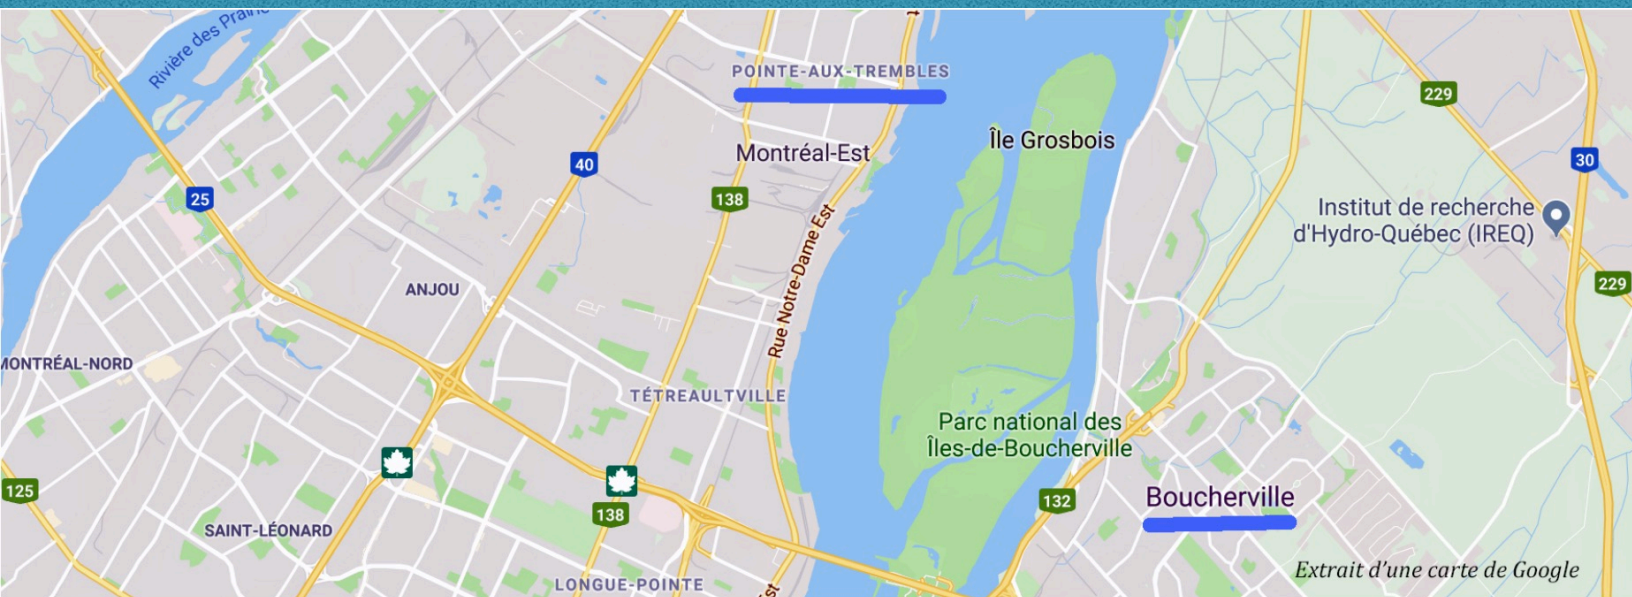 Rivière des Prairie
POINTE-AUX-TREMBLES
229
Île Grosbois
Montréal-Est
40
30
25
138
Institut de recherche
d'Hydro-Québec (IREQ)
229
Rue Notre-Dame Est
ANJOU
MONTRÉAL-NORD
TÉTREAULTVILLE
Parc national des
Îles-de-Boucherville
125
132
Boucherville
138
SAINT-LÉONARD
Extrait d'une carte de Google
LONGUE-POINTE